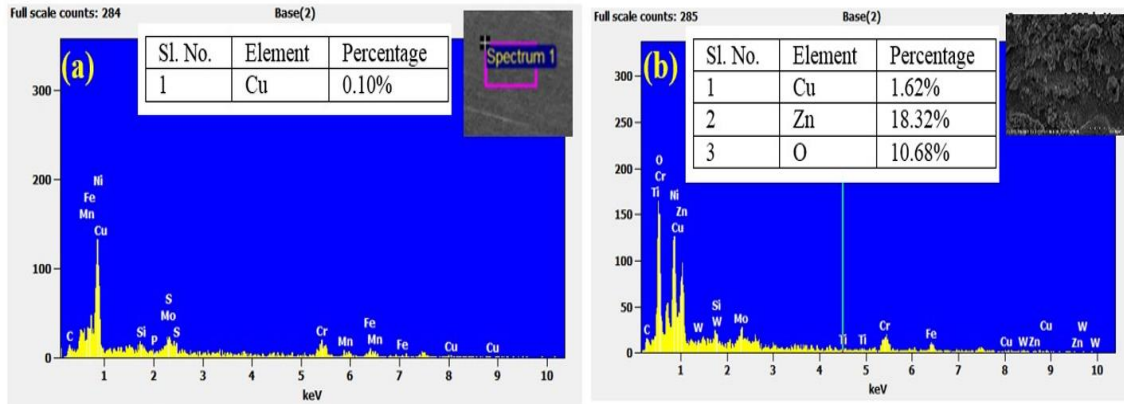 Full scale counts: 284
Base(2)
(a)
Sl. No. Element Percentage
1 Cu 0.10%
Spectrum 1
300
200
100
0
Ni
Fe
Mn
Cu
C
Si
P
S
Mo
S
Cr
Mn
Fe
Mn
Fe
Cu
Cu
1 2 3 4 5 6 7 8 9 10
keV
Full scale counts: 285
Base(2)
(b)
Sl. No. Element Percentage
1 Cu 1.62%
2 Zn 18.32%
3 O 10.68%
300
250
200
150
100
50
0
O
Cr
Ti
Ni
Zn
Cu
C
W
Si
W
Mo
Ti
Ti
Cr
Fe
Cu
Cu
W
Zn
W
Zn
W
1 2 3 4 5 6 7 8 9 10
keV